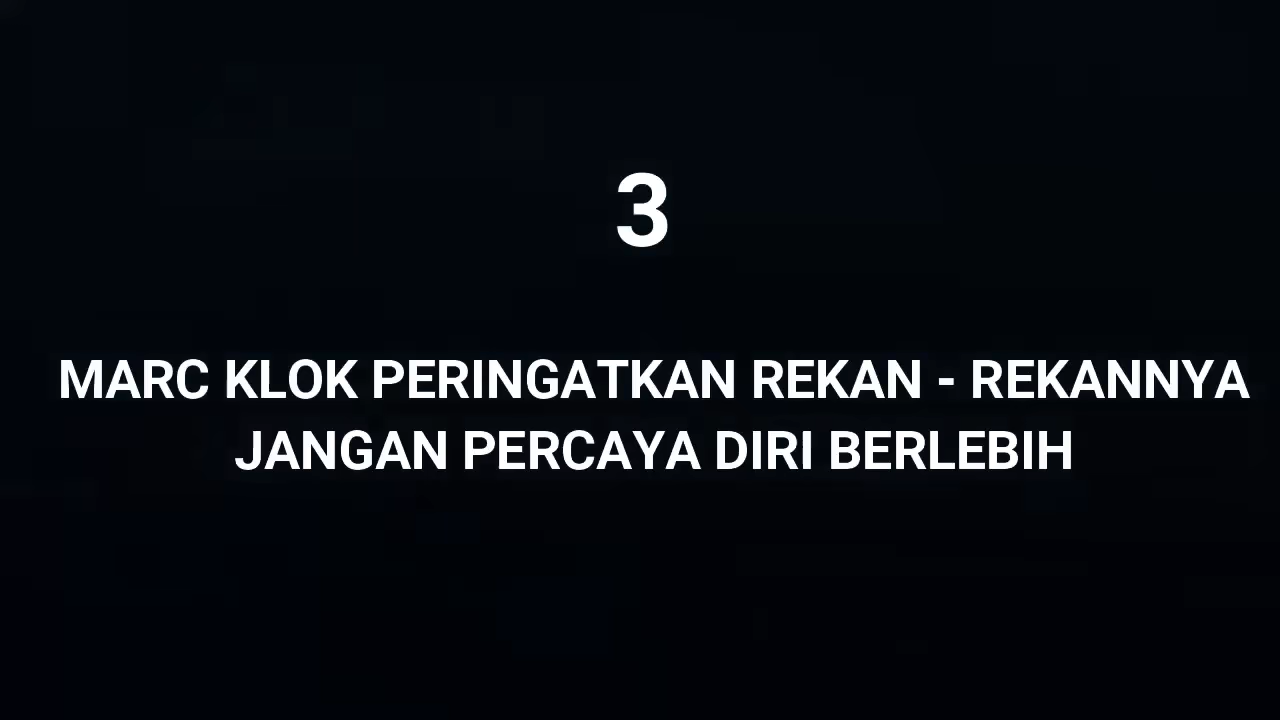 3
MARC KLOK PERINGATKAN REKAN - REKANNYA
JANGAN PERCAYA DIRI BERLEBIH